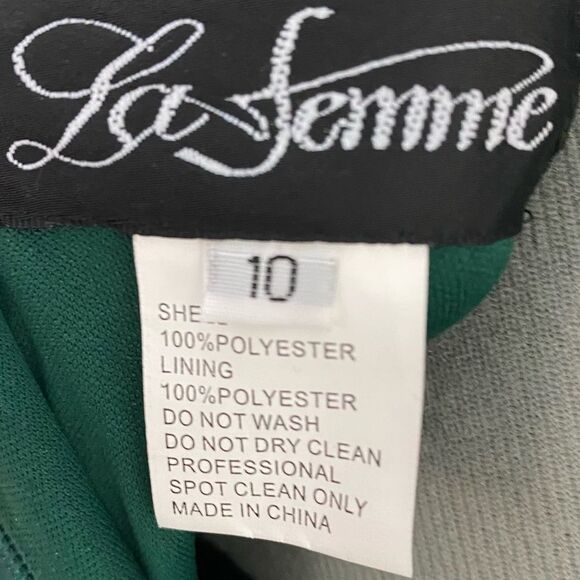 La Femme
10
SHE
100%POLYESTER
LINING
100%POLYESTER
DO NOT WASH
DO NOT DRY CLEAN
PROFESSIONAL
SPOT CLEAN ONLY
MADE IN CHINA